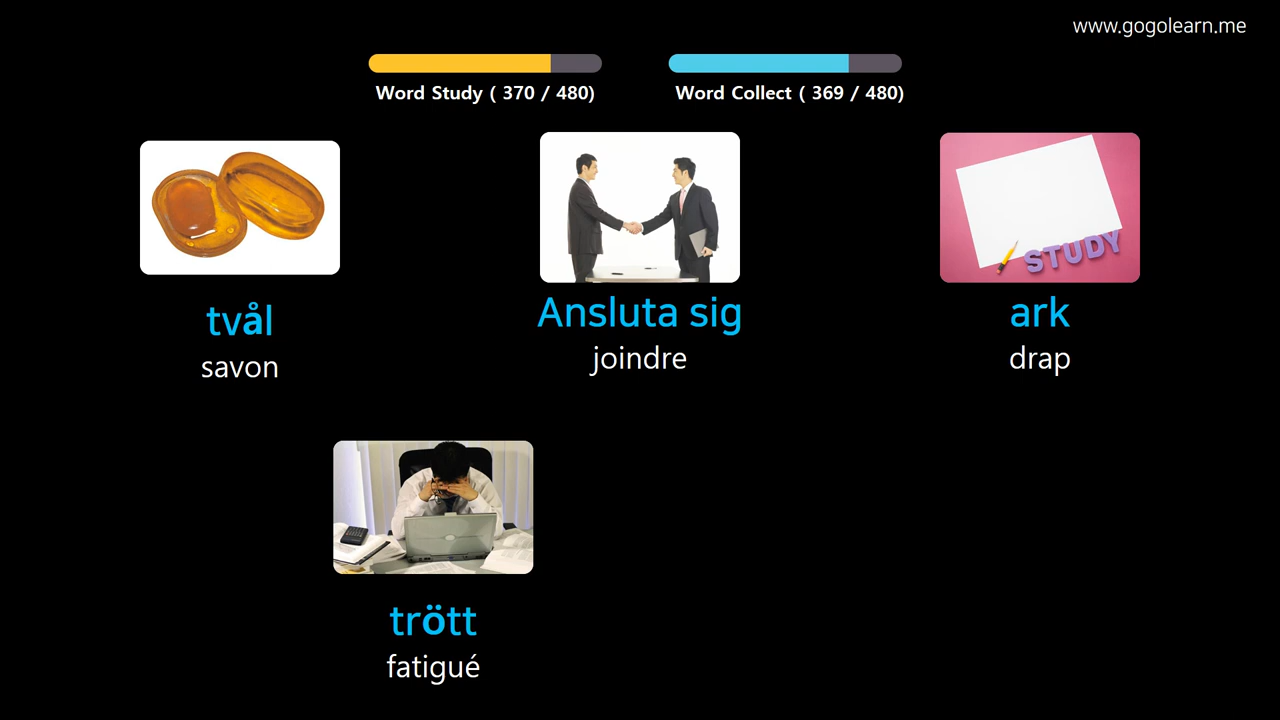 www.gogolearn.me
Word Study ( 370 / 480)
Word Collect ( 369 / 480)
STUDY
tvål
savon
Ansluta sig
joindre
ark
drap
trött
fatigué